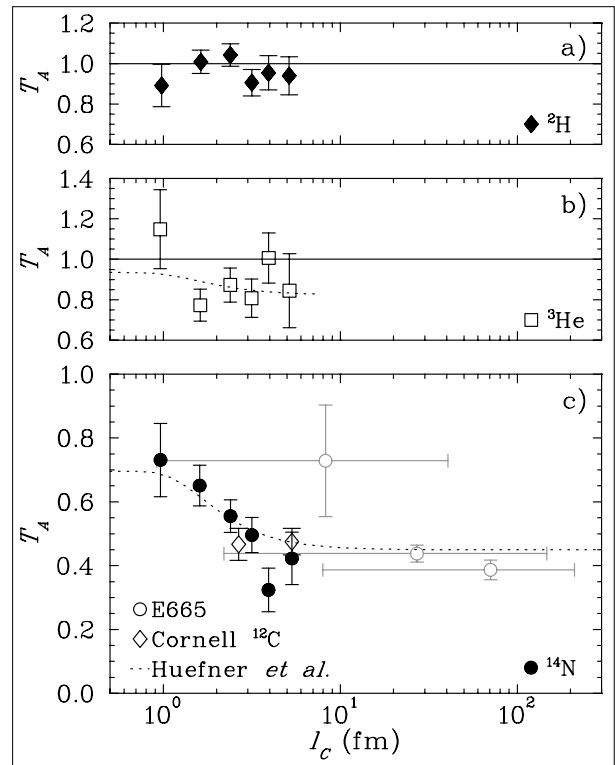 a)
1.2
1.0
0.8
0.6
T_A
²H
b)
1.4
1.2
1.0
0.8
0.6
T_A
³He
c)
1.0
0.8
0.6
0.4
0.2
0.0
T_A
E665
Cornell ¹²C
Huefner et al.
¹⁴N
10⁰ 10¹ 10²
l_c (fm)